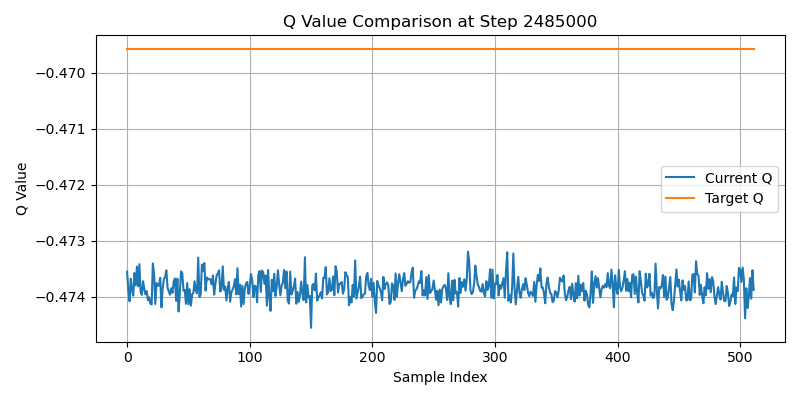 Q Value Comparison at Step 2485000
−0.470
−0.471
−0.472
−0.473
−0.474
Q Value
Current Q
Target Q
0 100 200 300 400 500
Sample Index